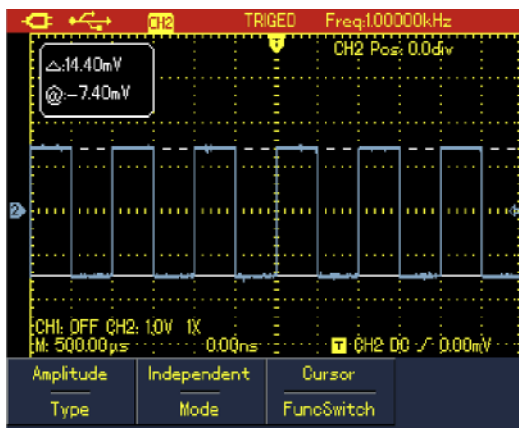 CH2 TRIGED Freq:1.00000kHz
T
CH2 Pos: 0.0div
△:14.40mV
@:-7.40mV
2
CH1: OFF CH2: 1.0V 1X
M: 500.00μs 0.00ns T CH2 DC 0.00mV
Amplitude Independent Cursor
Type Mode FuncSwitch